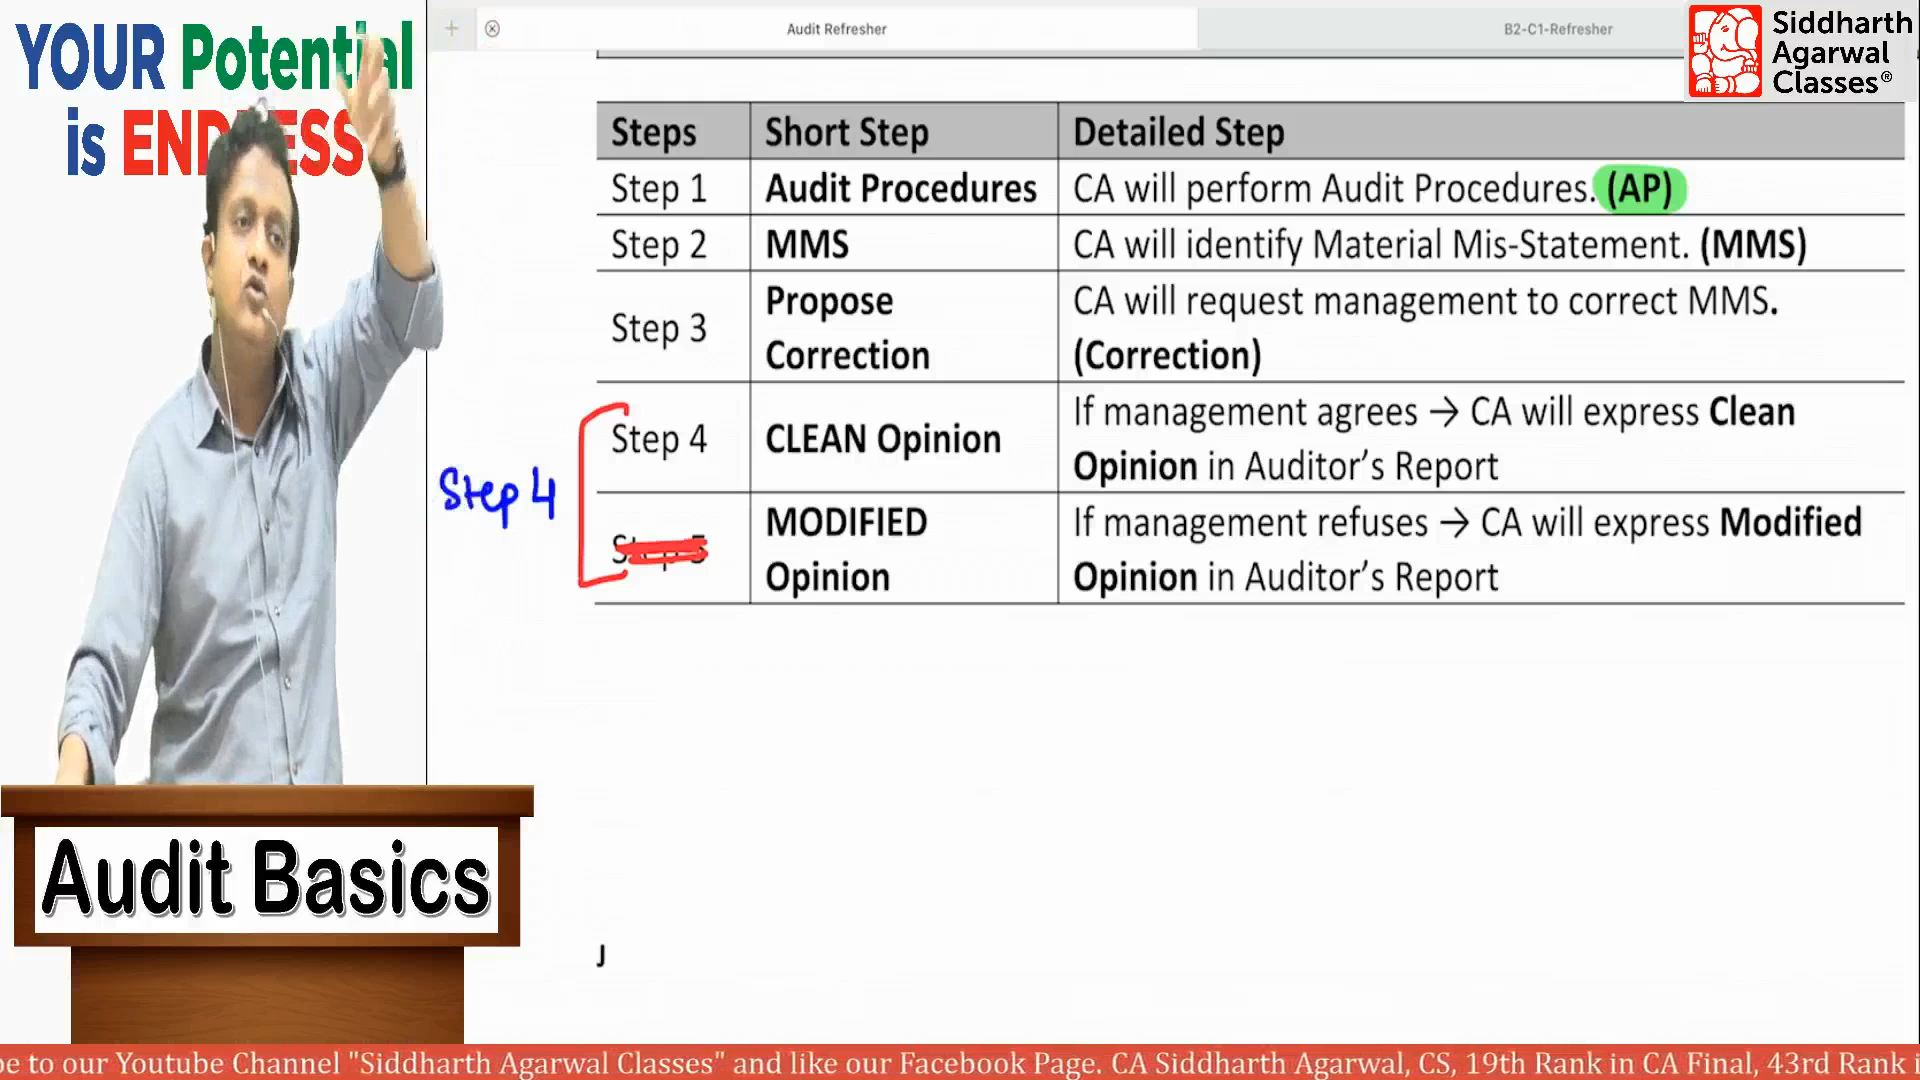 YOUR Potential
is ENDLESS
Audit Refresher
B2-C1-Refresher
Siddharth
Agarwal
Classes®
Steps Short Step Detailed Step
Step 1 Audit Procedures CA will perform Audit Procedures. (AP)
Step 2 MMS CA will identify Material Mis-Statement. (MMS)
Step 3 Propose Correction CA will request management to correct MMS.
(Correction)
Step 4
Step 4 CLEAN Opinion If management agrees → CA will express Clean
Opinion in Auditor's Report
Step 5 MODIFIED Opinion If management refuses → CA will express Modified
Opinion in Auditor's Report
J
Audit Basics
be to our Youtube Channel "Siddharth Agarwal Classes" and like our Facebook Page. CA Siddharth Agarwal, CS, 19th Rank in CA Final, 43rd Rank i